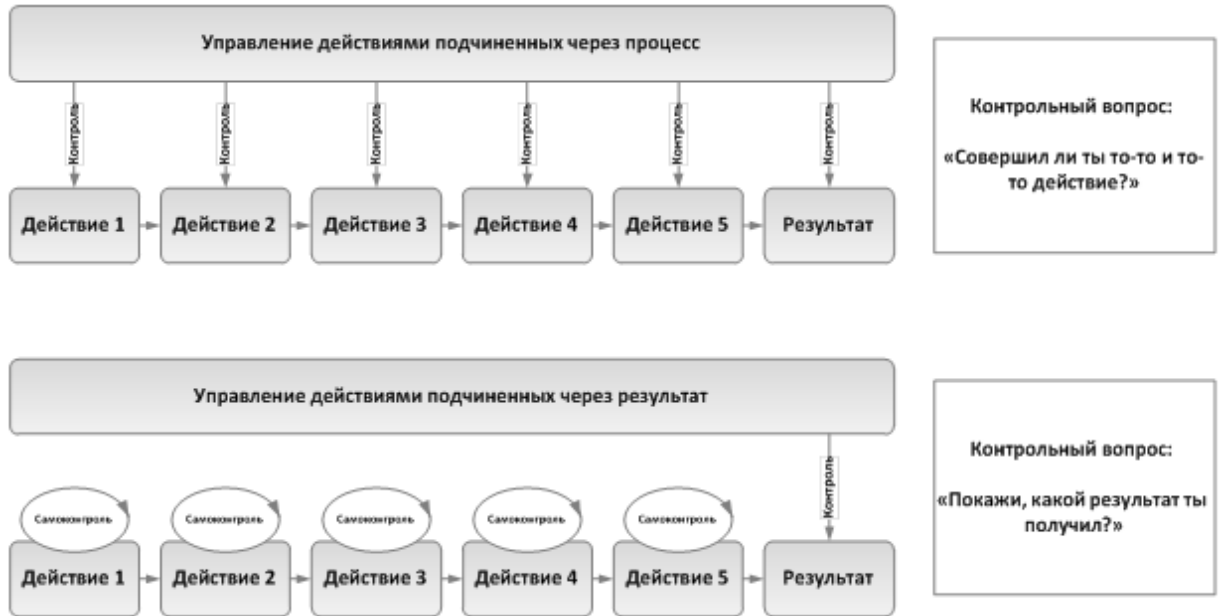 Управление действиями подчиненных через процесс
Контроль
Контроль
Контроль
Контроль
Контроль
Контроль
Действие 1
Действие 2
Действие 3
Действие 4
Действие 5
Результат
Контрольный вопрос:
«Совершил ли ты то-то и то-
то действие?»
Управление действиями подчиненных через результат
Контроль
Самоконтроль
Самоконтроль
Самоконтроль
Самоконтроль
Самоконтроль
Действие 1
Действие 2
Действие 3
Действие 4
Действие 5
Результат
Контрольный вопрос:
«Покажи, какой результат ты
получил?»